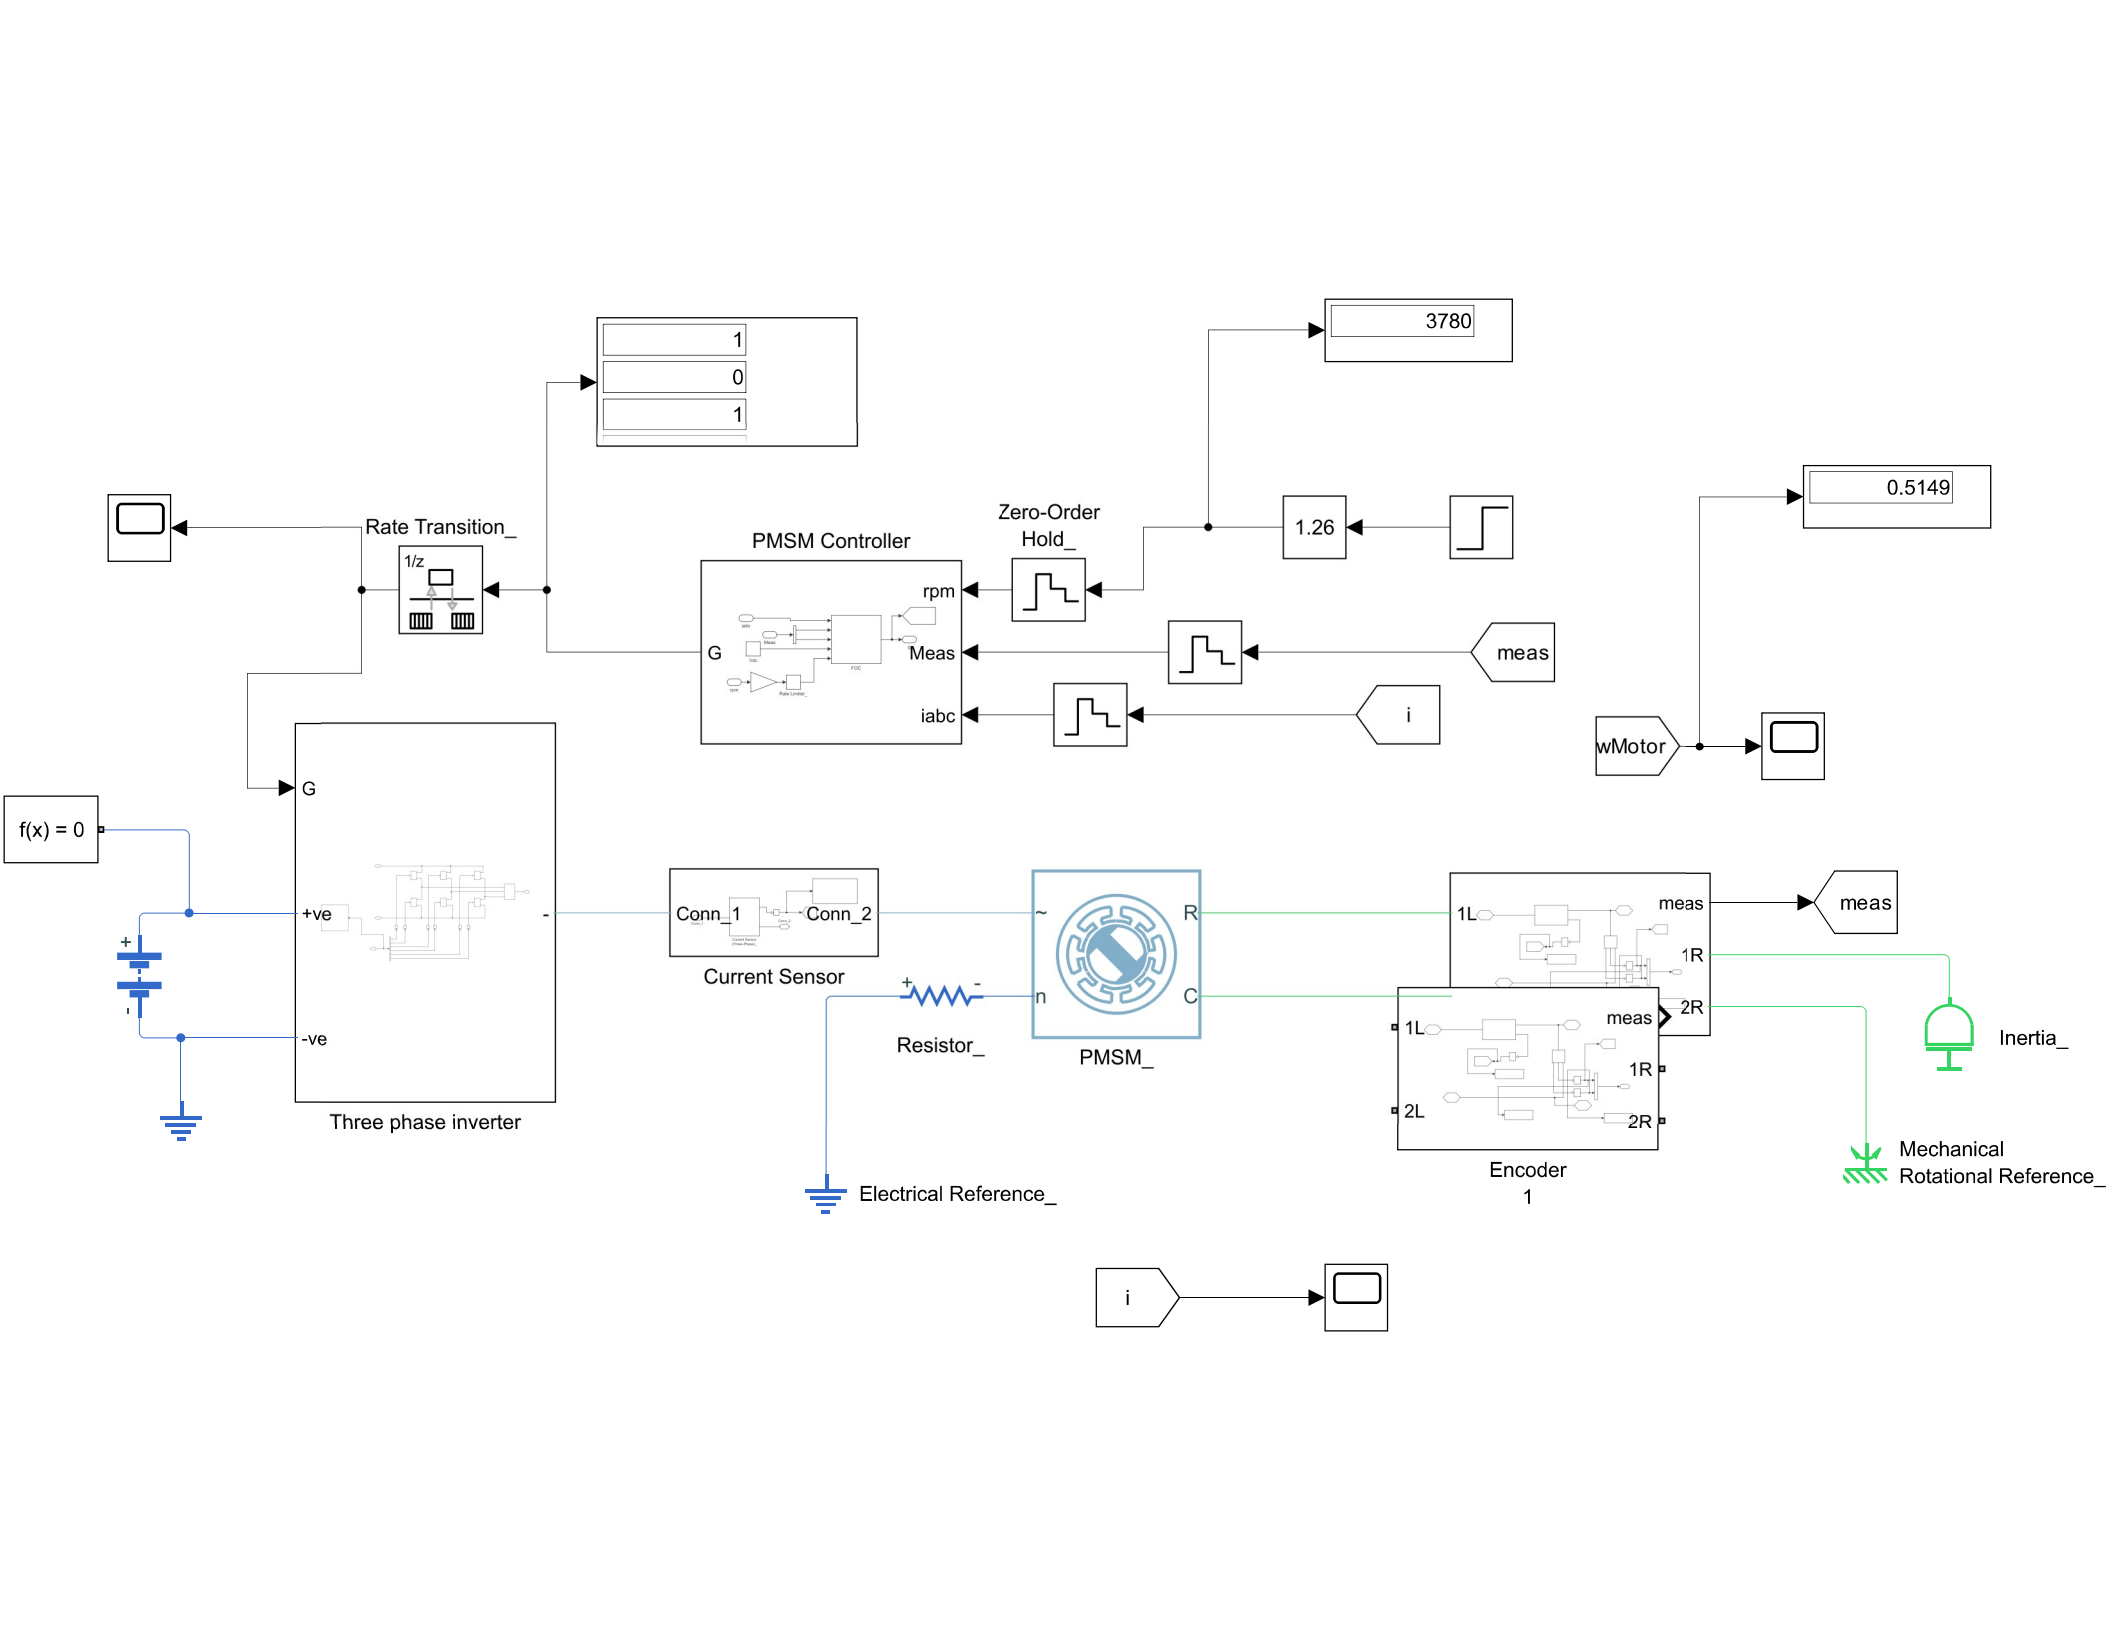 3780
1
0
1
0.5149
Rate Transition_
1/z
PMSM Controller
Zero-Order
Hold_
1.26
rpm
G
Meas
iabc
meas
i
wMotor
G
f(x) = 0
+ve
-ve
-
+
-
Three phase inverter
Conn_1
Conn_2
Current Sensor
~
n
R
C
PMSM_
+
-
Resistor_
Electrical Reference_
1L
meas
1R
2R
meas
1L
2L
meas
1R
2R
Encoder
1
Inertia_
Mechanical
Rotational Reference_
i